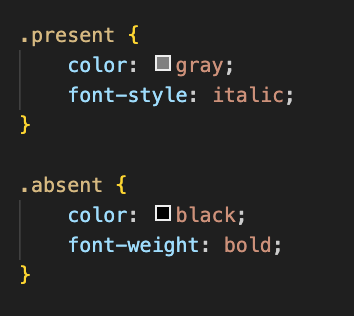 .present {
    color: gray;
    font-style: italic;
}

.absent {
    color: black;
    font-weight: bold;
}